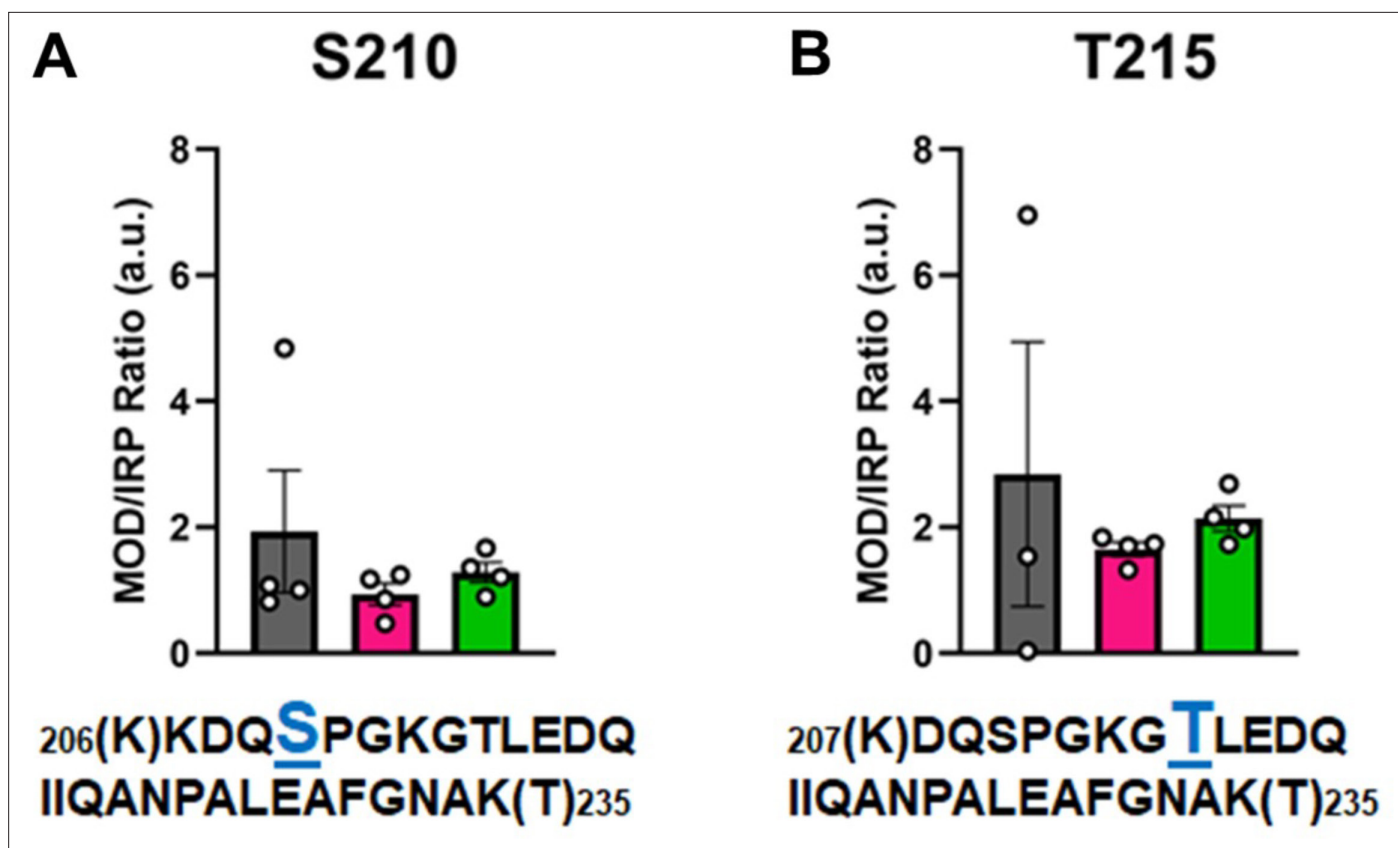 A
S210
MOD/IRP Ratio (a.u.)
8
6
4
2
0
206(K)KDQSPGKGTLEDQ
IIQANPALEAFGNAK(T)235
B
T215
MOD/IRP Ratio (a.u.)
8
6
4
2
0
207(K)DQSPGKGTLEDQ
IIQANPALEAFGNAK(T)235